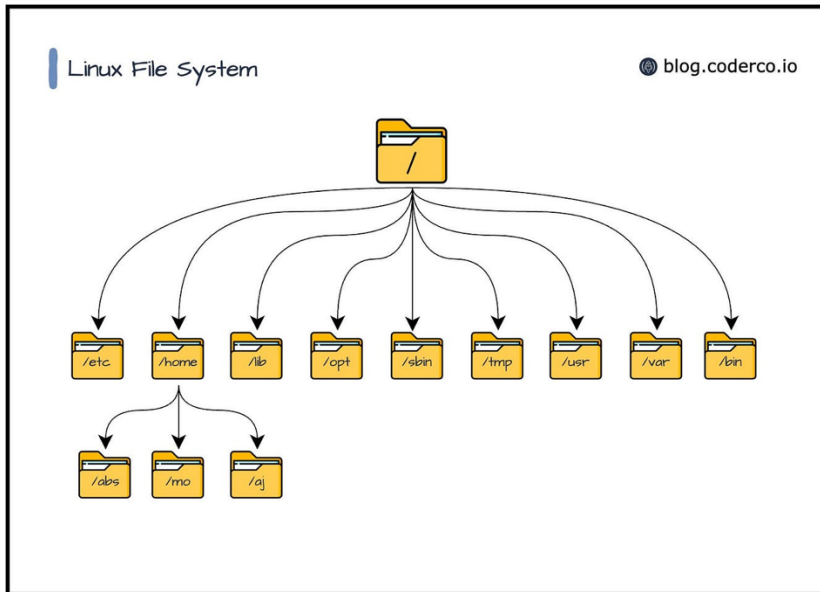 Linux File System
blog.coderco.io
/
/etc
/home
/lib
/opt
/sbin
/tmp
/usr
/var
/bin
/abs
/mo
/aj